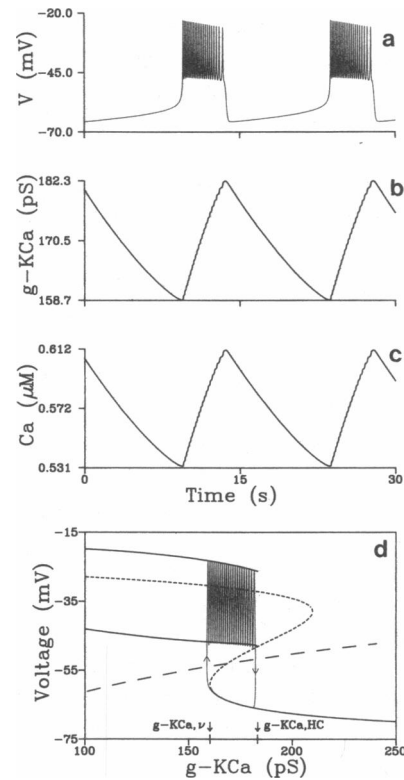 -20.0
a
V (mV)
-45.0
-70.0
182.3
b
g-KCa (pS)
170.5
158.7
0.612
c
Ca (μM)
0.572
0.531
0 15 30
Time (s)
-15
d
Voltage (mV)
-35
-55
g-KCa,ν g-KCa,HC
-75
100 150 200 250
g-KCa (pS)